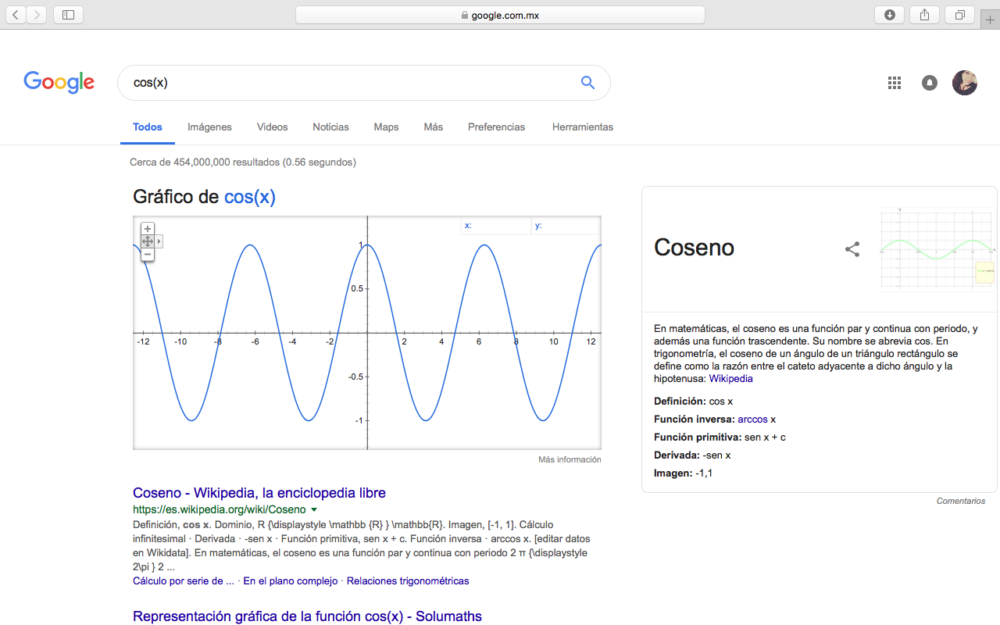 google.com.mx
Google
cos(x)
Todos Imágenes Videos Noticias Maps Más Preferencias Herramientas
Cerca de 454,000,000 resultados (0.56 segundos)
Gráfico de cos(x)
x: y:
1
0.5
-12 -10 -8 -6 -4 -2 2 4 6 8 10 12
-0.5
-1
Más información
Coseno - Wikipedia, la enciclopedia libre
https://es.wikipedia.org/wiki/Coseno
Definición, cos x. Dominio, R {\displaystyle \mathbb {R} } \mathbb{R}. Imagen, [-1, 1]. Cálculo
infinitesimal · Derivada · -sen x · Función primitiva, sen x + c. Función inversa · arccos x. [editar datos
en Wikidata]. En matemáticas, el coseno es una función par y continua con periodo 2 π {\displaystyle
2\pi } 2 ...
Cálculo por serie de ... · En el plano complejo · Relaciones trigonométricas
Representación gráfica de la función cos(x) - Solumaths
Coseno
En matemáticas, el coseno es una función par y continua con periodo, y
además una función trascendente. Su nombre se abrevia cos. En
trigonometría, el coseno de un ángulo de un triángulo rectángulo se
define como la razón entre el cateto adyacente a dicho ángulo y la
hipotenusa: Wikipedia
Definición: cos x
Función inversa: arccos x
Función primitiva: sen x + c
Derivada: -sen x
Imagen: -1,1
Comentarios